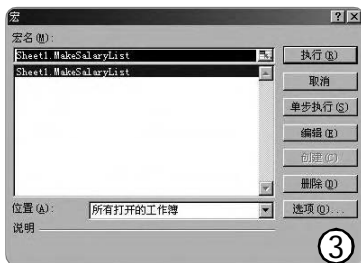 宏
宏名(M):
Sheet1.MakeSalaryList
Sheet1.MakeSalaryList
执行(R)
取消
单步执行(S)
编辑(E)
创建(C)
删除(D)
选项(O)...
位置(A): 所有打开的工作簿
说明
③